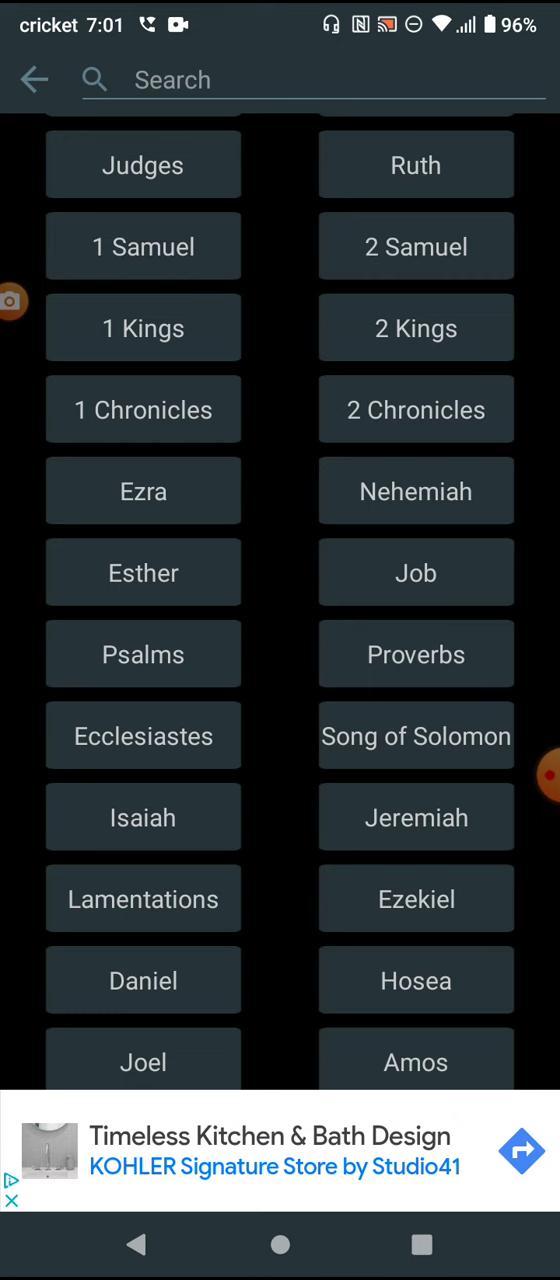 cricket 7:01 96%
Search
Judges Ruth
1 Samuel 2 Samuel
1 Kings 2 Kings
1 Chronicles 2 Chronicles
Ezra Nehemiah
Esther Job
Psalms Proverbs
Ecclesiastes Song of Solomon
Isaiah Jeremiah
Lamentations Ezekiel
Daniel Hosea
Joel Amos
Timeless Kitchen & Bath Design
KOHLER Signature Store by Studio41